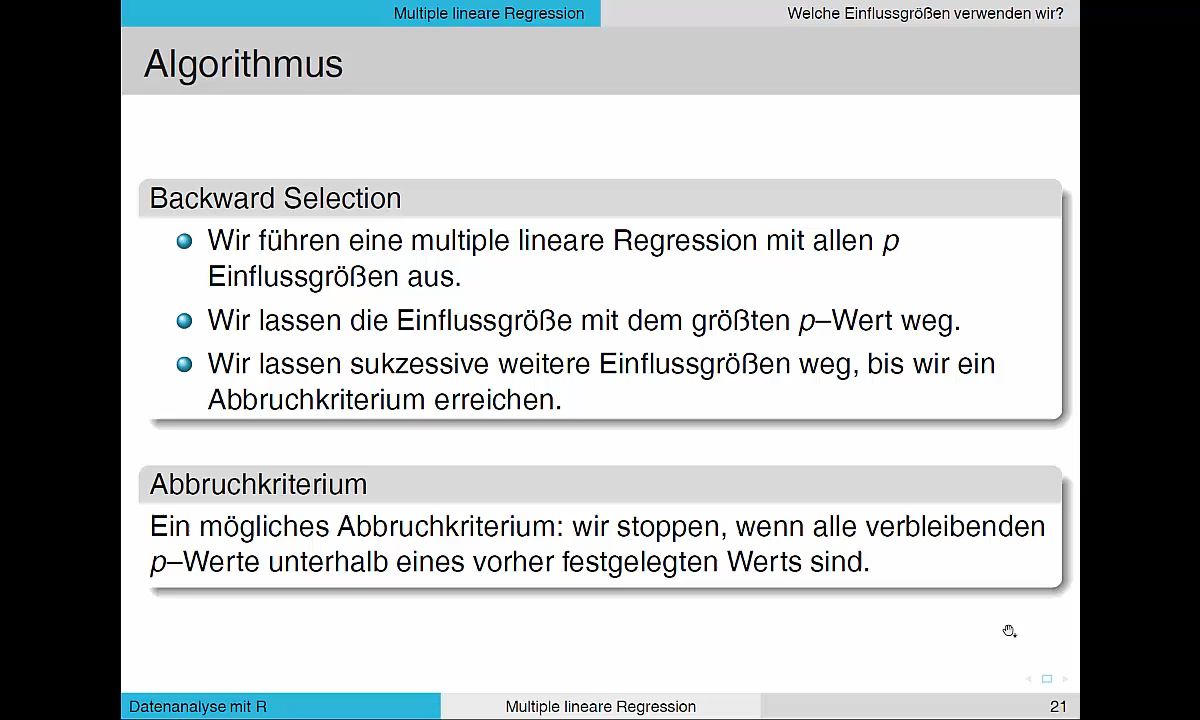 Multiple lineare Regression
Welche Einflussgrößen verwenden wir?
Algorithmus
Backward Selection
Wir führen eine multiple lineare Regression mit allen p
Einflussgrößen aus.
Wir lassen die Einflussgröße mit dem größten p–Wert weg.
Wir lassen sukzessive weitere Einflussgrößen weg, bis wir ein
Abbruchkriterium erreichen.
Abbruchkriterium
Ein mögliches Abbruchkriterium: wir stoppen, wenn alle verbleibenden
p–Werte unterhalb eines vorher festgelegten Werts sind.
Datenanalyse mit R
Multiple lineare Regression
21